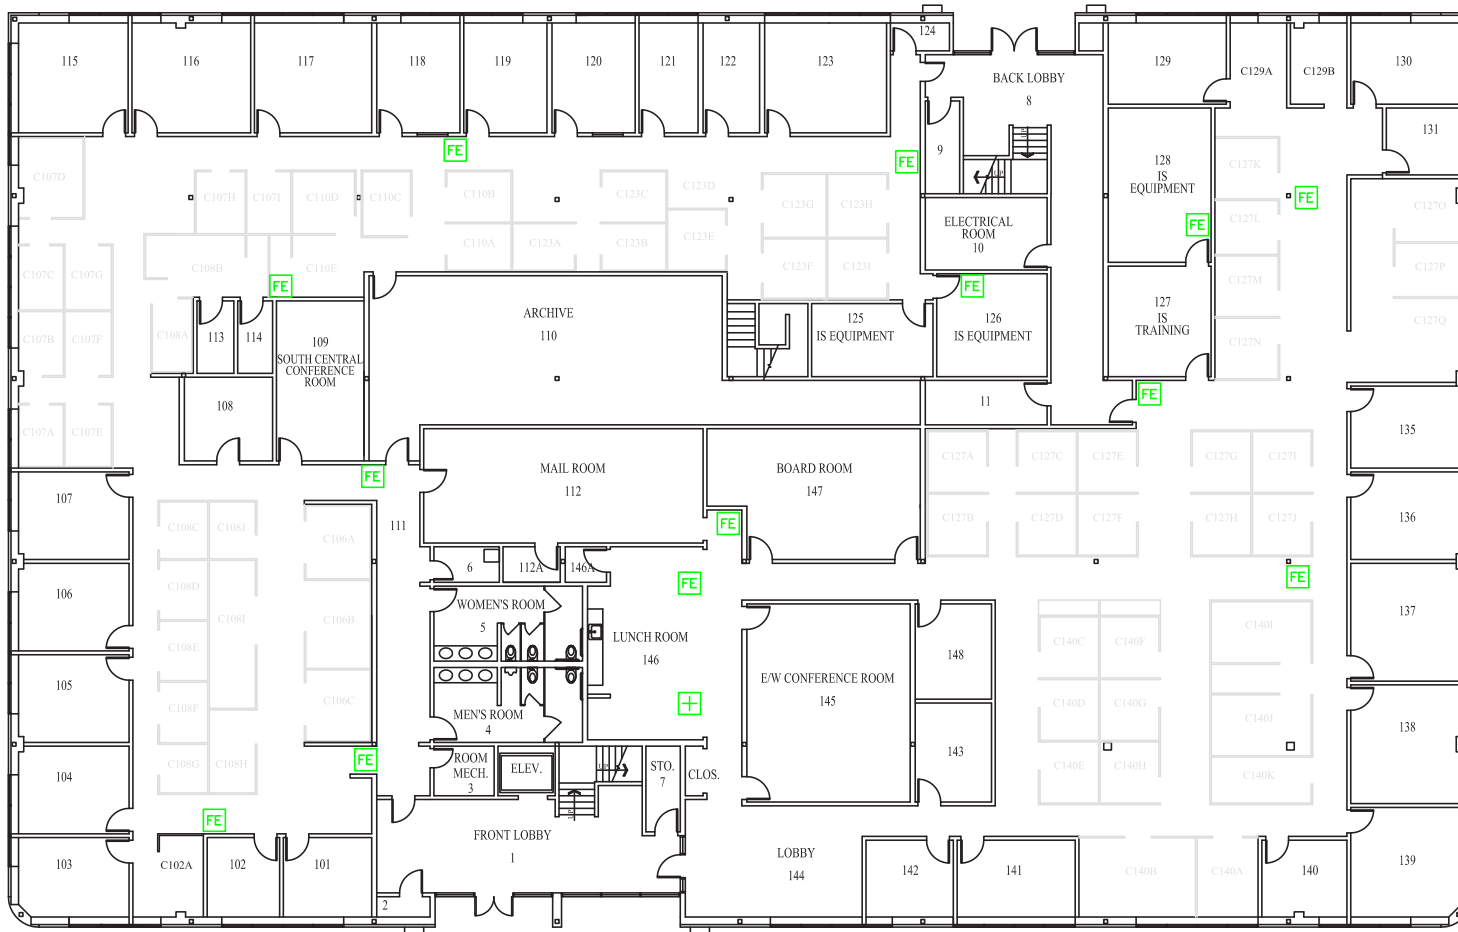 115
116
117
118
119
120
121
122
123
124
BACK LOBBY
8
UP
UP
129
C129A
C129B
130
131
FE
FE
9
128
IS
EQUIPMENT
FE
FE
C127K
C127L
C127M
C127N
C127O
C127P
C127Q
C107D
C107H
C107I
C110D
C110C
C110B
C110A
C123A
C123C
C123B
C123D
C123E
C123G
C123H
C123F
C123I
ELECTRICAL
ROOM
10
C107C
C107G
C108B
C110E
FE
C107B
C107F
C108A
113
114
109
SOUTH CENTRAL
CONFERENCE
ROOM
ARCHIVE
110
125
IS EQUIPMENT
FE
126
IS EQUIPMENT
127
IS
TRAINING
FE
11
C107A
C107E
108
FE
MAIL ROOM
112
BOARD ROOM
147
C127A
C127C
C127E
C127G
C127I
C127B
C127D
C127F
C127H
C127J
135
136
107
111
C108C
C108J
C106A
FE
6
112A
146A
FE
FE
106
C108D
C108I
C106B
C108E
WOMEN'S ROOM
5
LUNCH ROOM
146
MEN'S ROOM
4
E/W CONFERENCE ROOM
145
148
143
C140C
C140F
C140D
C140G
C140E
C140H
C140I
C140J
C140K
137
138
105
C108F
C106C
104
C108G
C108H
FE
FE
ROOM
MECH.
3
ELEV.
UP
UP
STO.
7
CLOS.
FRONT LOBBY
1
2
103
C102A
102
101
LOBBY
144
142
141
C140B
C140A
140
139